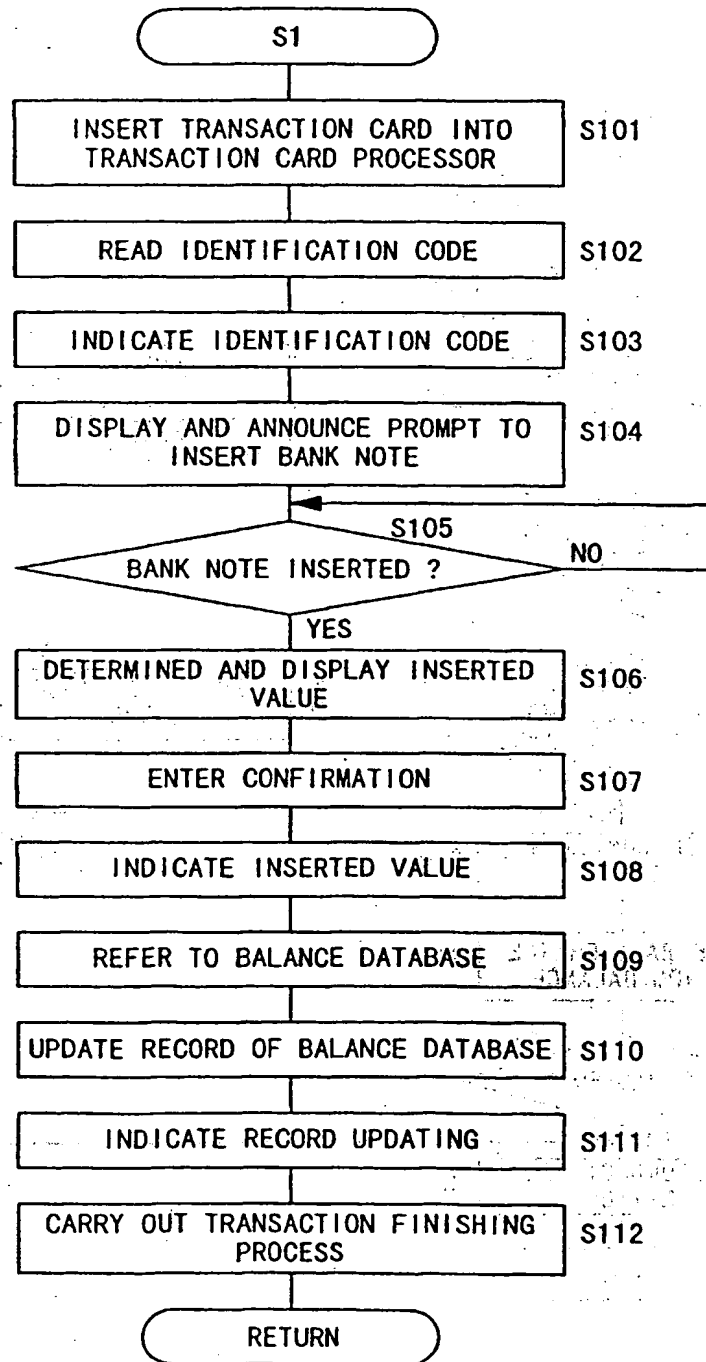 S1
INSERT TRANSACTION CARD INTO
TRANSACTION CARD PROCESSOR
S101
READ IDENTIFICATION CODE
S102
INDICATE IDENTIFICATION CODE
S103
DISPLAY AND ANNOUNCE PROMPT TO
INSERT BANK NOTE
S104
S105
BANK NOTE INSERTED ?
NO
YES
DETERMINED AND DISPLAY INSERTED
VALUE
S106
ENTER CONFIRMATION
S107
INDICATE INSERTED VALUE
S108
REFER TO BALANCE DATABASE
S109
UPDATE RECORD OF BALANCE DATABASE
S110
INDICATE RECORD UPDATING
S111
CARRY OUT TRANSACTION FINISHING
PROCESS
S112
RETURN